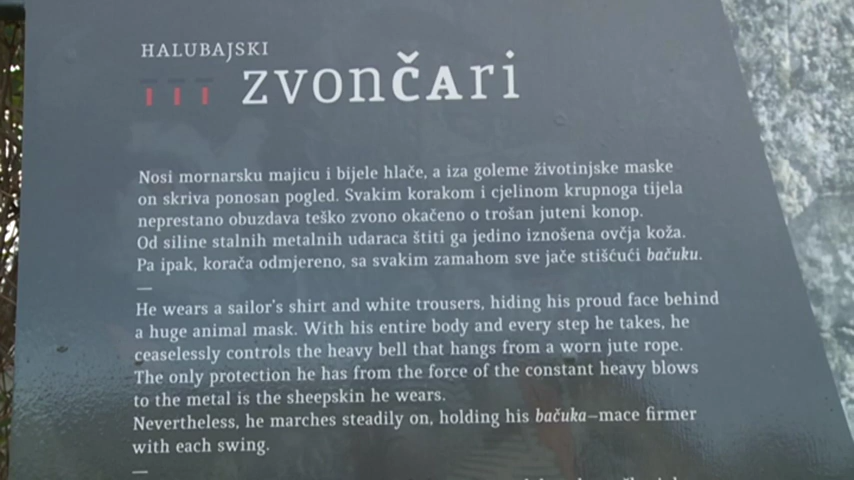 HALUBAJSKI
zvonČAri
Nosi mornarsku majicu i bijele hlače, a iza goleme životinjske maske
on skriva ponosan pogled. Svakim korakom i cjelinom krupnoga tijela
neprestano obuzdava teško zvono okačeno o trošan juteni konop.
Od siline stalnih metalnih udaraca štiti ga jedino iznošena ovčja koža.
Pa ipak, korača odmjereno, sa svakim zamahom sve jače stišćući bačuku.
—
He wears a sailor's shirt and white trousers, hiding his proud face behind
a huge animal mask. With his entire body and every step he takes, he
ceaselessly controls the heavy bell that hangs from a worn jute rope.
The only protection he has from the force of the constant heavy blows
to the metal is the sheepskin he wears.
Nevertheless, he marches steadily on, holding his bačuka–mace firmer
with each swing.
—